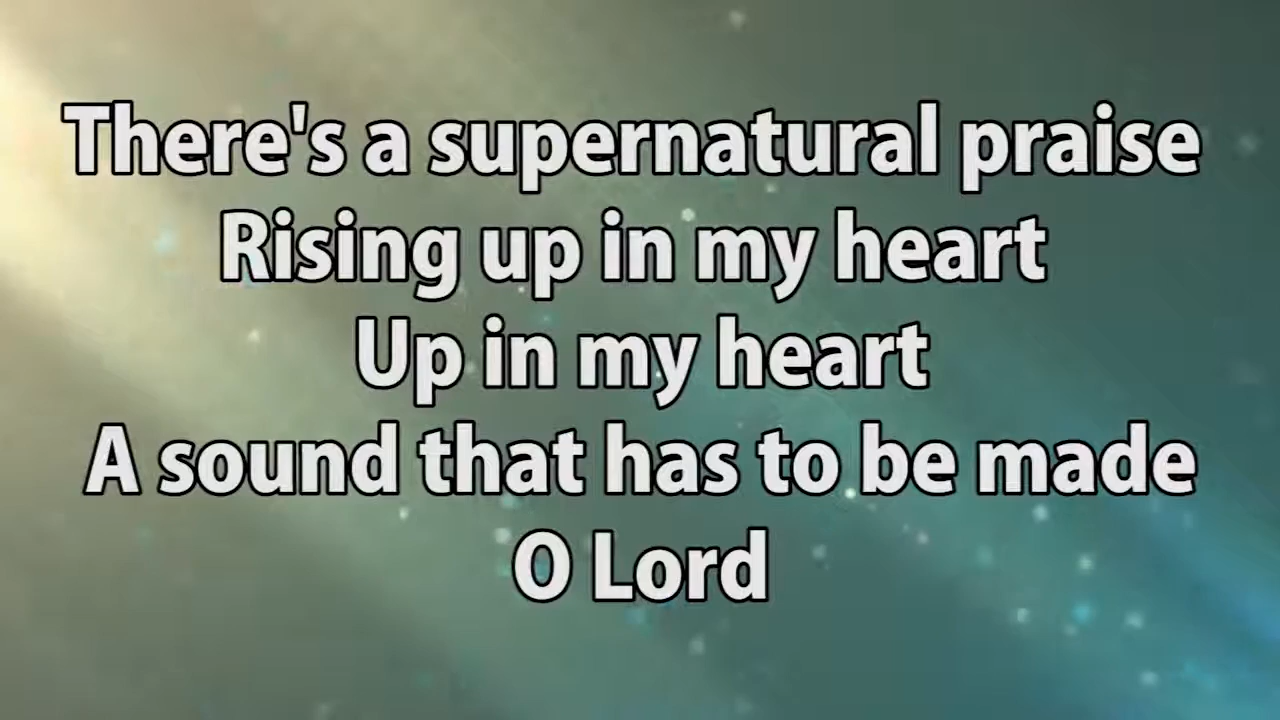 There's a supernatural praise
Rising up in my heart
Up in my heart
A sound that has to be made
O Lord